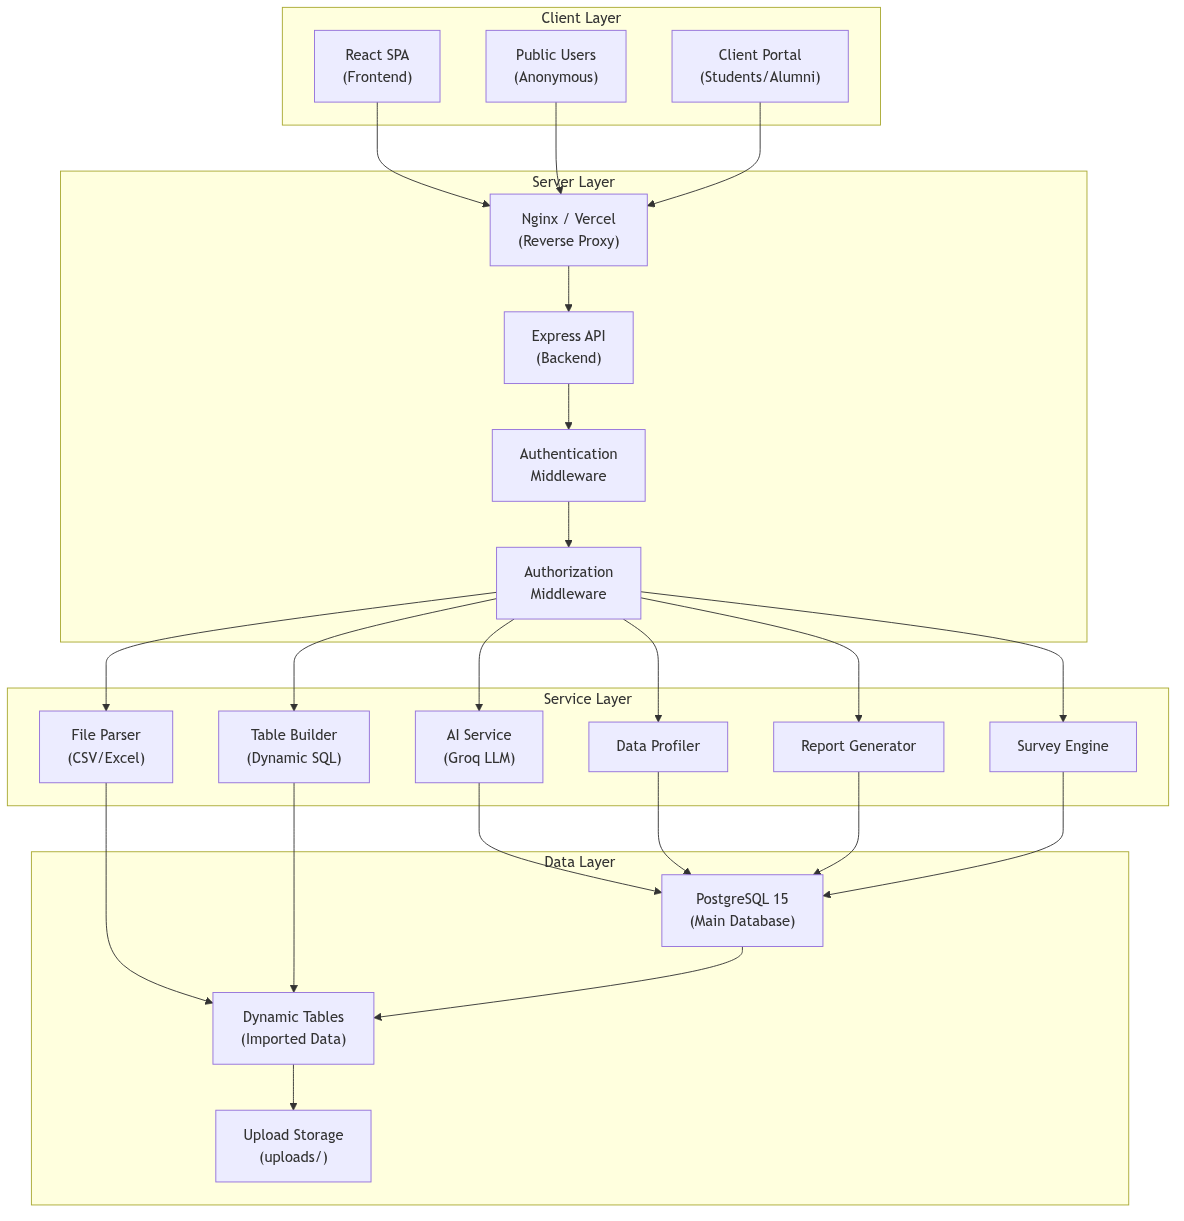 Client Layer
React SPA
(Frontend)
Public Users
(Anonymous)
Client Portal
(Students/Alumni)
Server Layer
Nginx / Vercel
(Reverse Proxy)
Express API
(Backend)
Authentication
Middleware
Authorization
Middleware
Service Layer
File Parser
(CSV/Excel)
Table Builder
(Dynamic SQL)
AI Service
(Groq LLM)
Data Profiler
Report Generator
Survey Engine
Data Layer
PostgreSQL 15
(Main Database)
Dynamic Tables
(Imported Data)
Upload Storage
(uploads/)